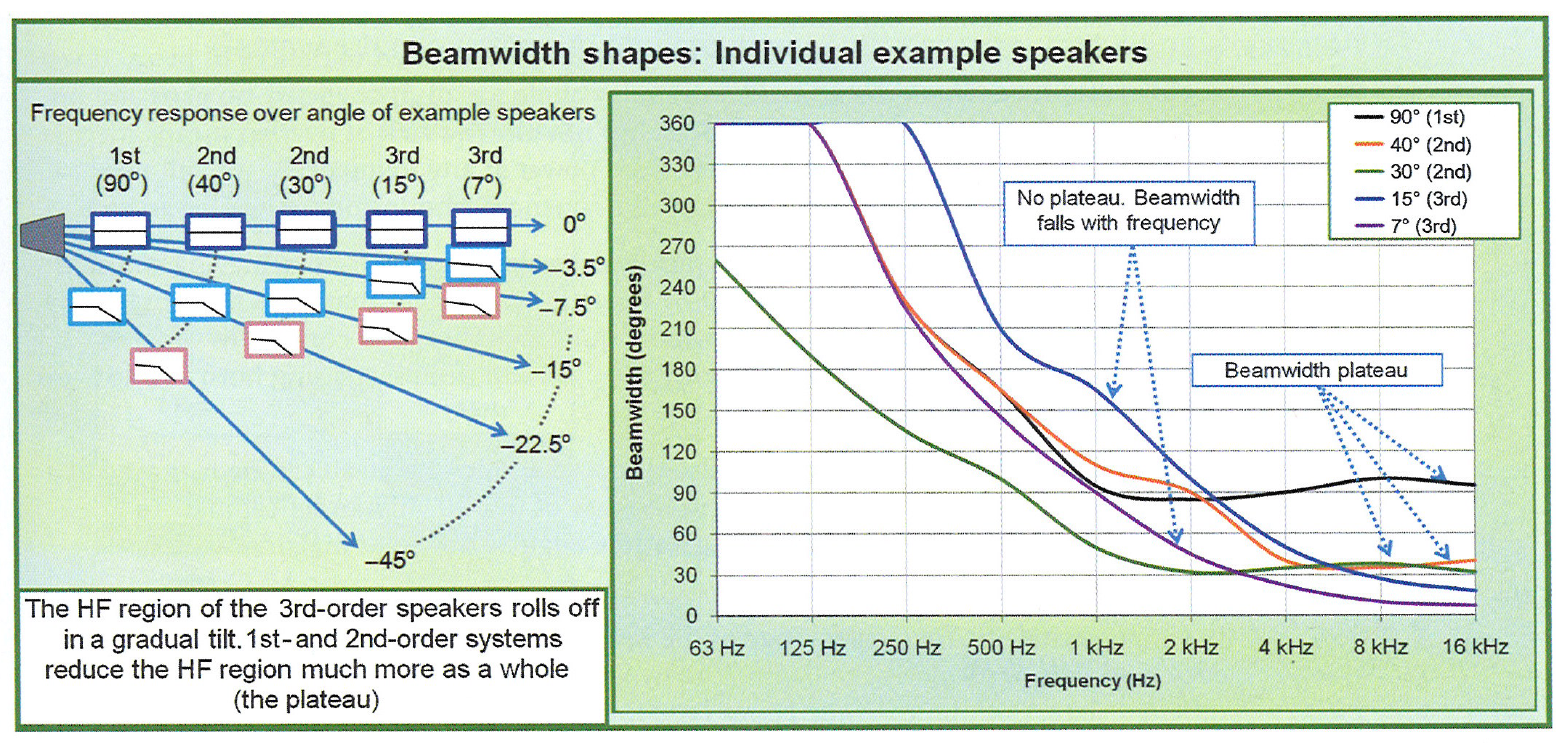 Beamwidth shapes: Individual example speakers
Frequency response over angle of example speakers
1st 2nd 2nd 3rd 3rd
(90°) (40°) (30°) (15°) (7°)
0°
–3.5°
–7.5°
–15°
–22.5°
–45°
The HF region of the 3rd-order speakers rolls off
in a gradual tilt. 1st- and 2nd-order systems
reduce the HF region much more as a whole
(the plateau)
Beamwidth (degrees)
360
330
300
270
240
210
180
150
120
90
60
30
0
63 Hz 125 Hz 250 Hz 500 Hz 1 kHz 2 kHz 4 kHz 8 kHz 16 kHz
Frequency (Hz)
No plateau. Beamwidth
falls with frequency
Beamwidth plateau
90° (1st)
40° (2nd)
30° (2nd)
15° (3rd)
7° (3rd)